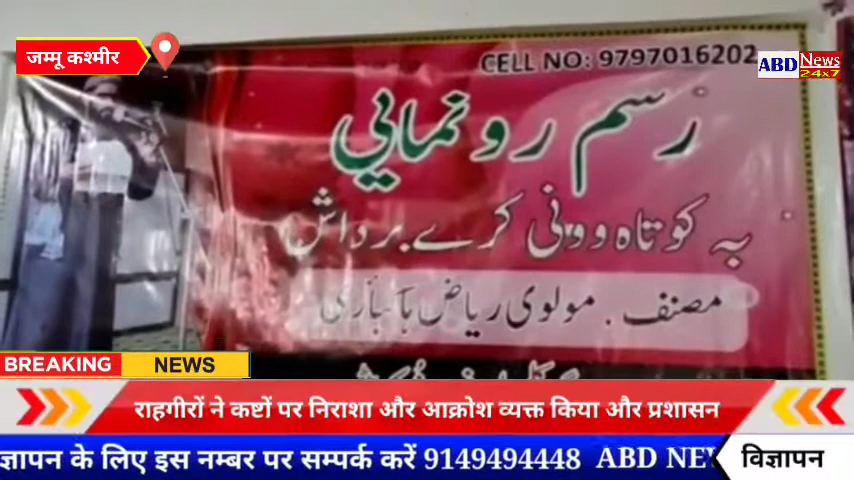 जम्मू कश्मीर
CELL NO: 9797016202
ABD News
24x7
رسم رونمایی
بہ کوتاہ وونی کرے برداش
مصنف . مولوی ریاض
BREAKING NEWS
राहगीरों ने कष्टों पर निराशा और आक्रोश व्यक्त किया और प्रशासन
ज्ञापन के लिए इस नम्बर पर सम्पर्क करें 9149494448 ABD NEW
विज्ञापन